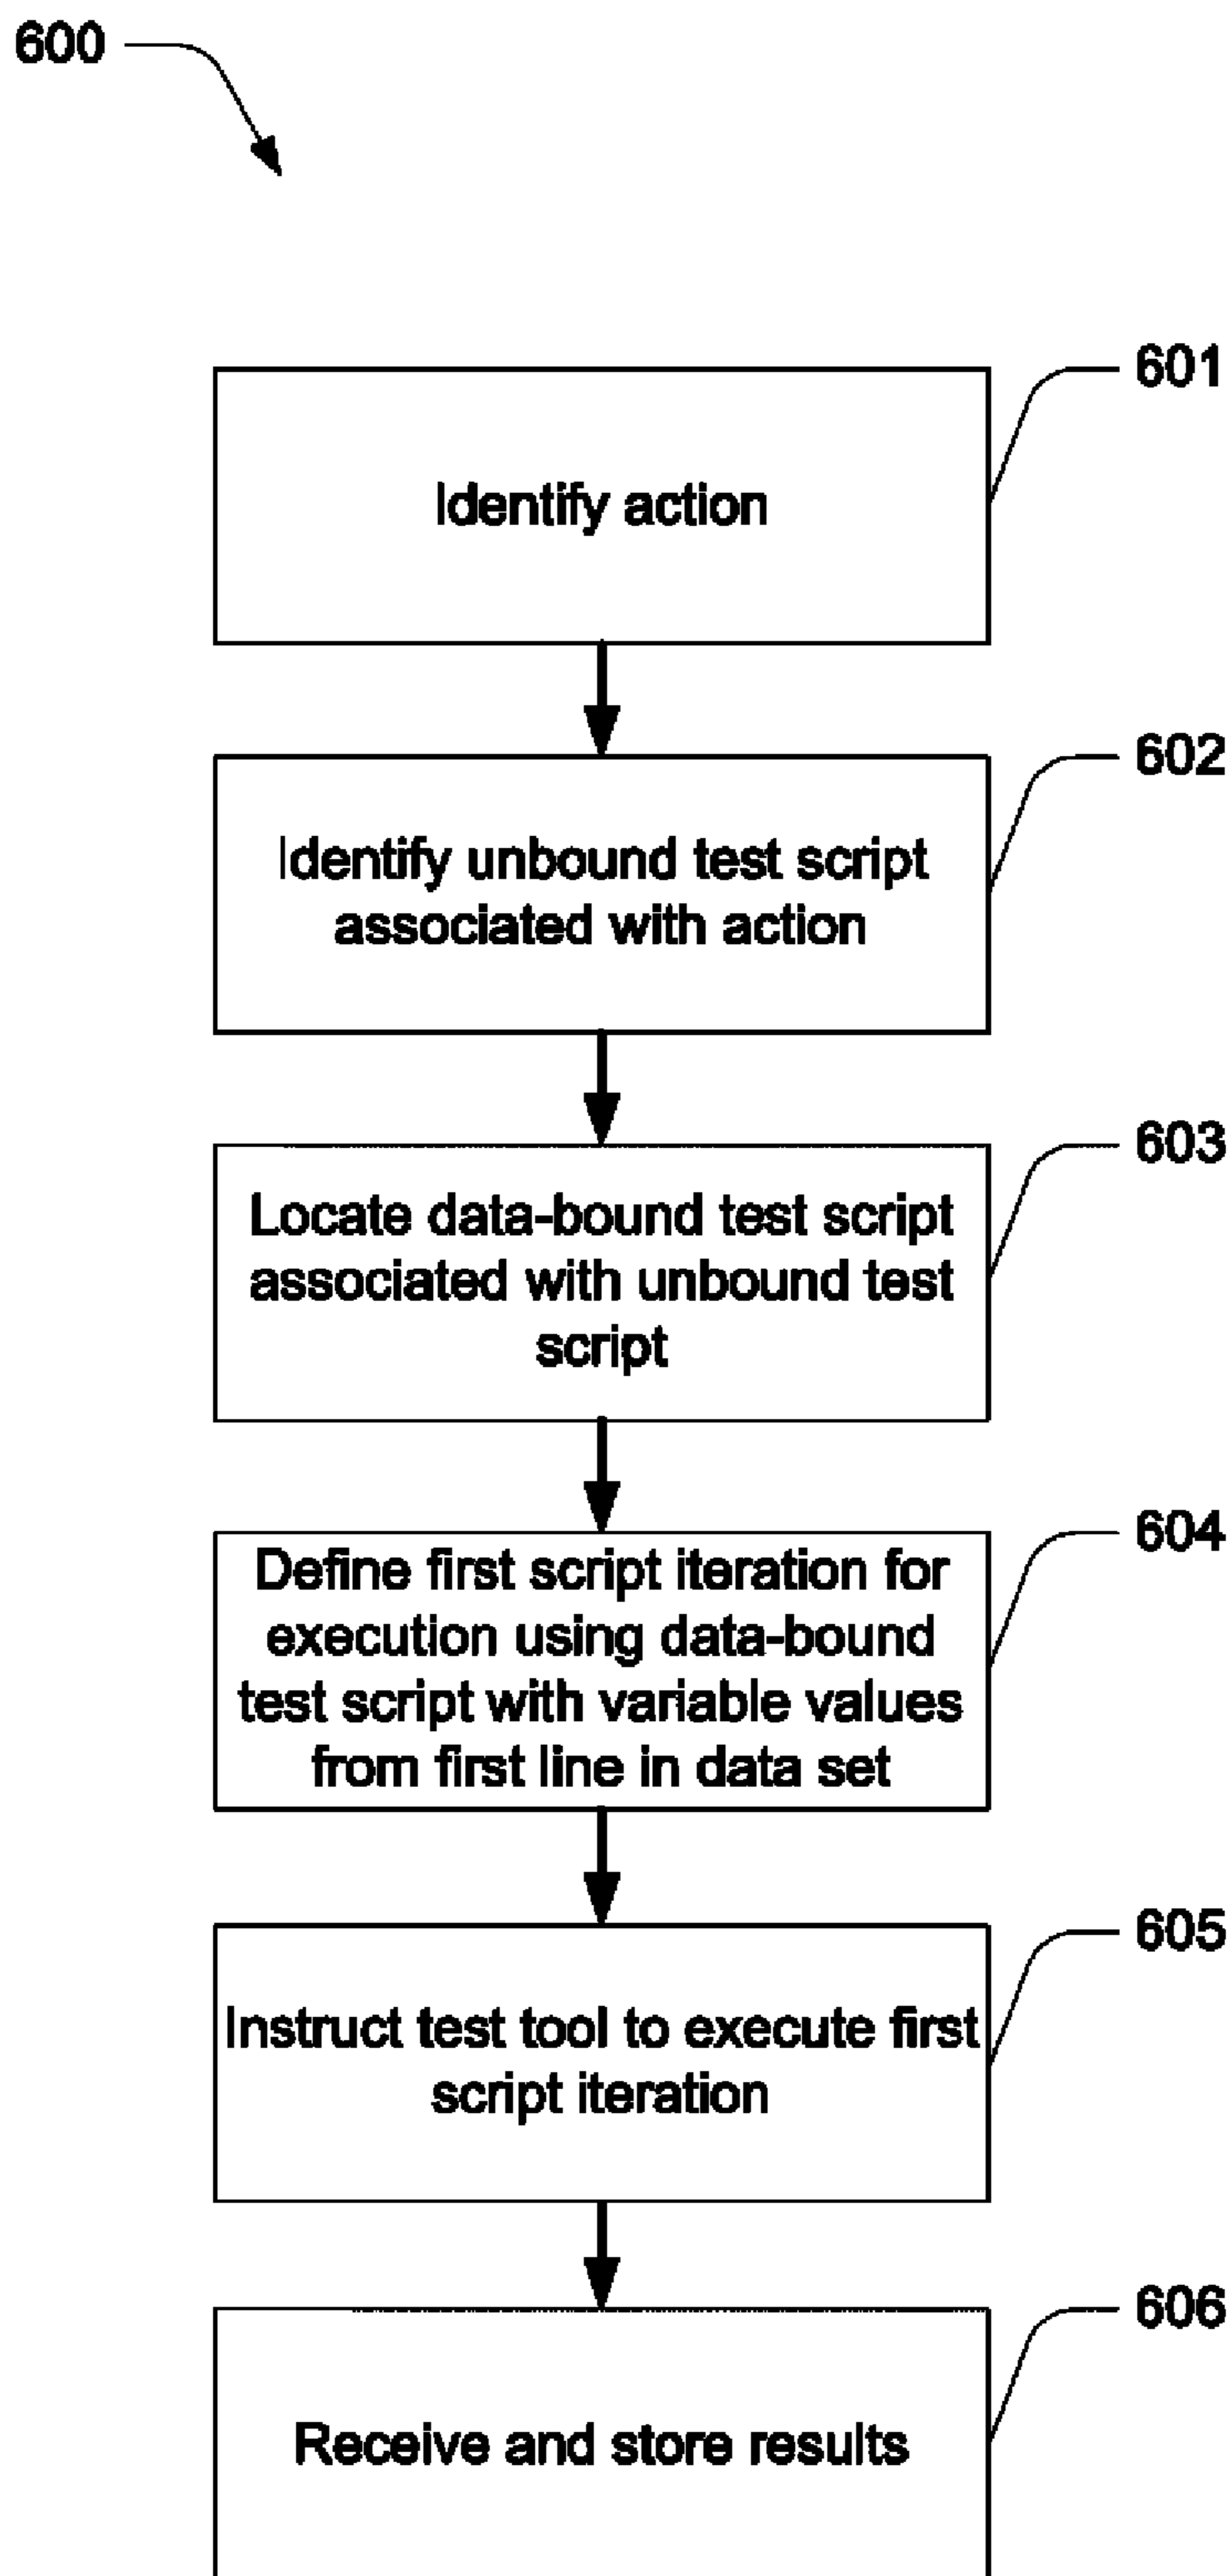 600
601
Identify action
602
Identify unbound test script
associated with action
603
Locate data-bound test script
associated with unbound test
script
604
Define first script iteration for
execution using data-bound
test script with variable values
from first line in data set
605
Instruct test tool to execute first
script iteration
606
Receive and store results